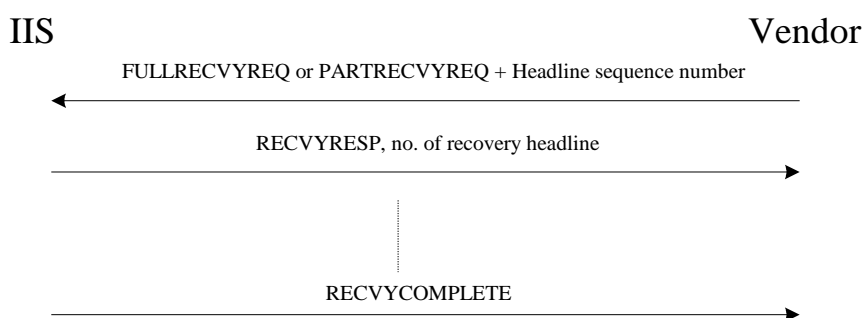 IIS
Vendor
FULLRECVYREQ or PARTRECVYREQ + Headline sequence number
RECVYRESP, no. of recovery headline
RECVYCOMPLETE